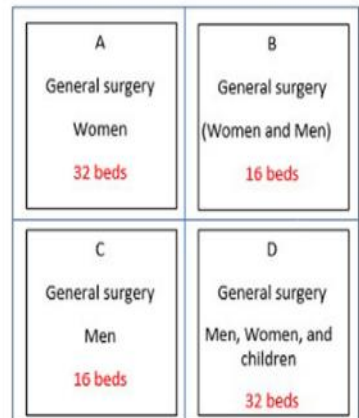 A
General surgery
Women
32 beds
B
General surgery
(Women and Men)
16 beds
C
General surgery
Men
16 beds
D
General surgery
Men, Women, and
children
32 beds